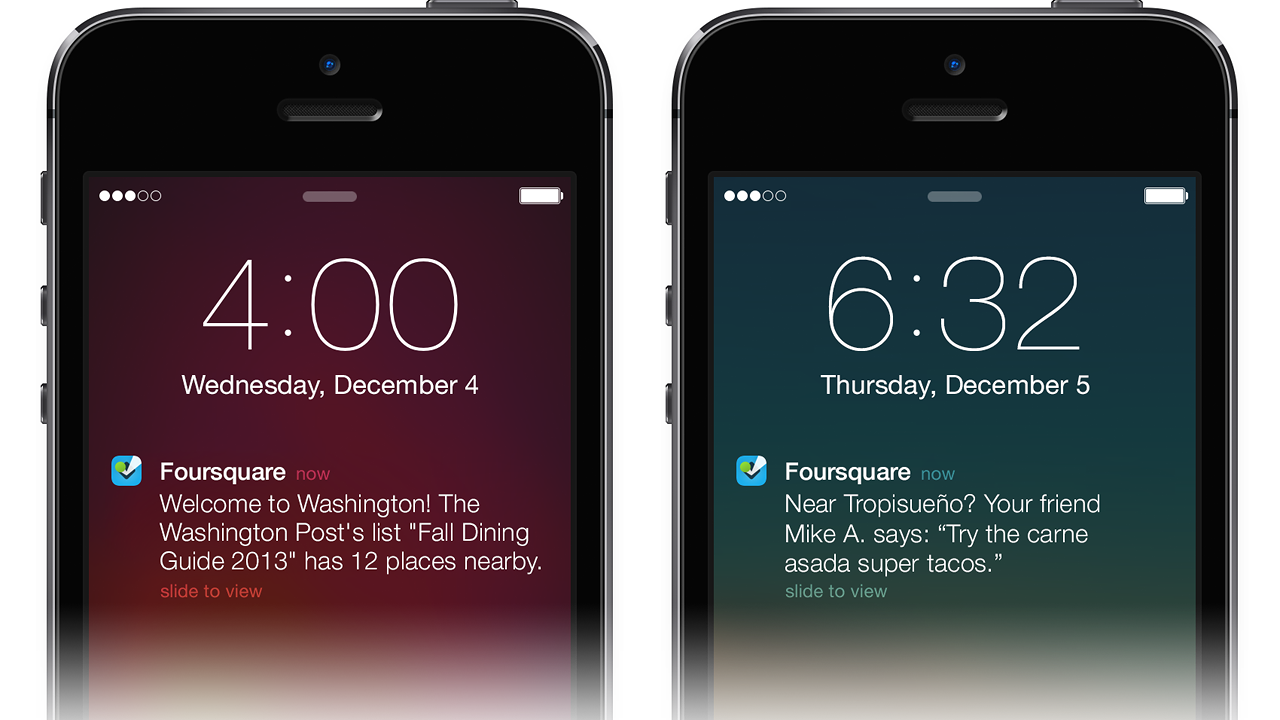 4:00
Wednesday, December 4
Foursquare now
Welcome to Washington! The
Washington Post's list "Fall Dining
Guide 2013" has 12 places nearby.
slide to view
6:32
Thursday, December 5
Foursquare now
Near Tropisueño? Your friend
Mike A. says: “Try the carne
asada super tacos.”
slide to view